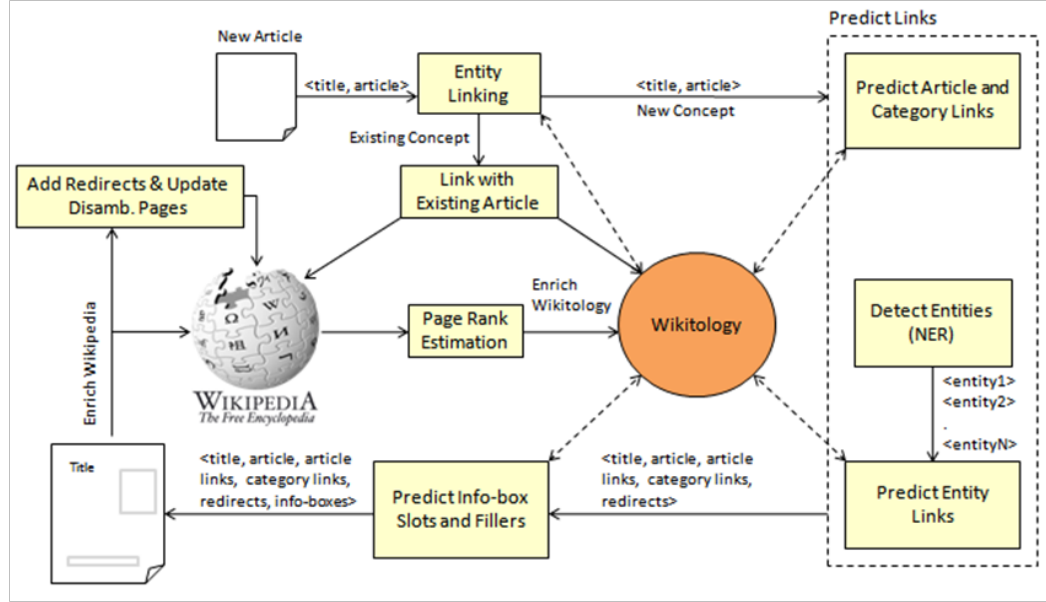 Predict Links
New Article
<title, article>
Entity
Linking
<title, article>
New Concept
Predict Article and
Category Links
Existing Concept
Add Redirects & Update
Disamb. Pages
Link with
Existing Article
Enrich
Wikitology
Page Rank
Estimation
Wikitology
Detect Entities
(NER)
Enrich Wikipedia
WIKIPEDIA
The Free Encyclopedia
<entity1>
<entity2>
.
<entityN>
Title
<title, article, article
links, category links,
redirects, info-boxes>
Predict Info-box
Slots and Fillers
<title, article, article
links, category links,
redirects>
Predict Entity
Links